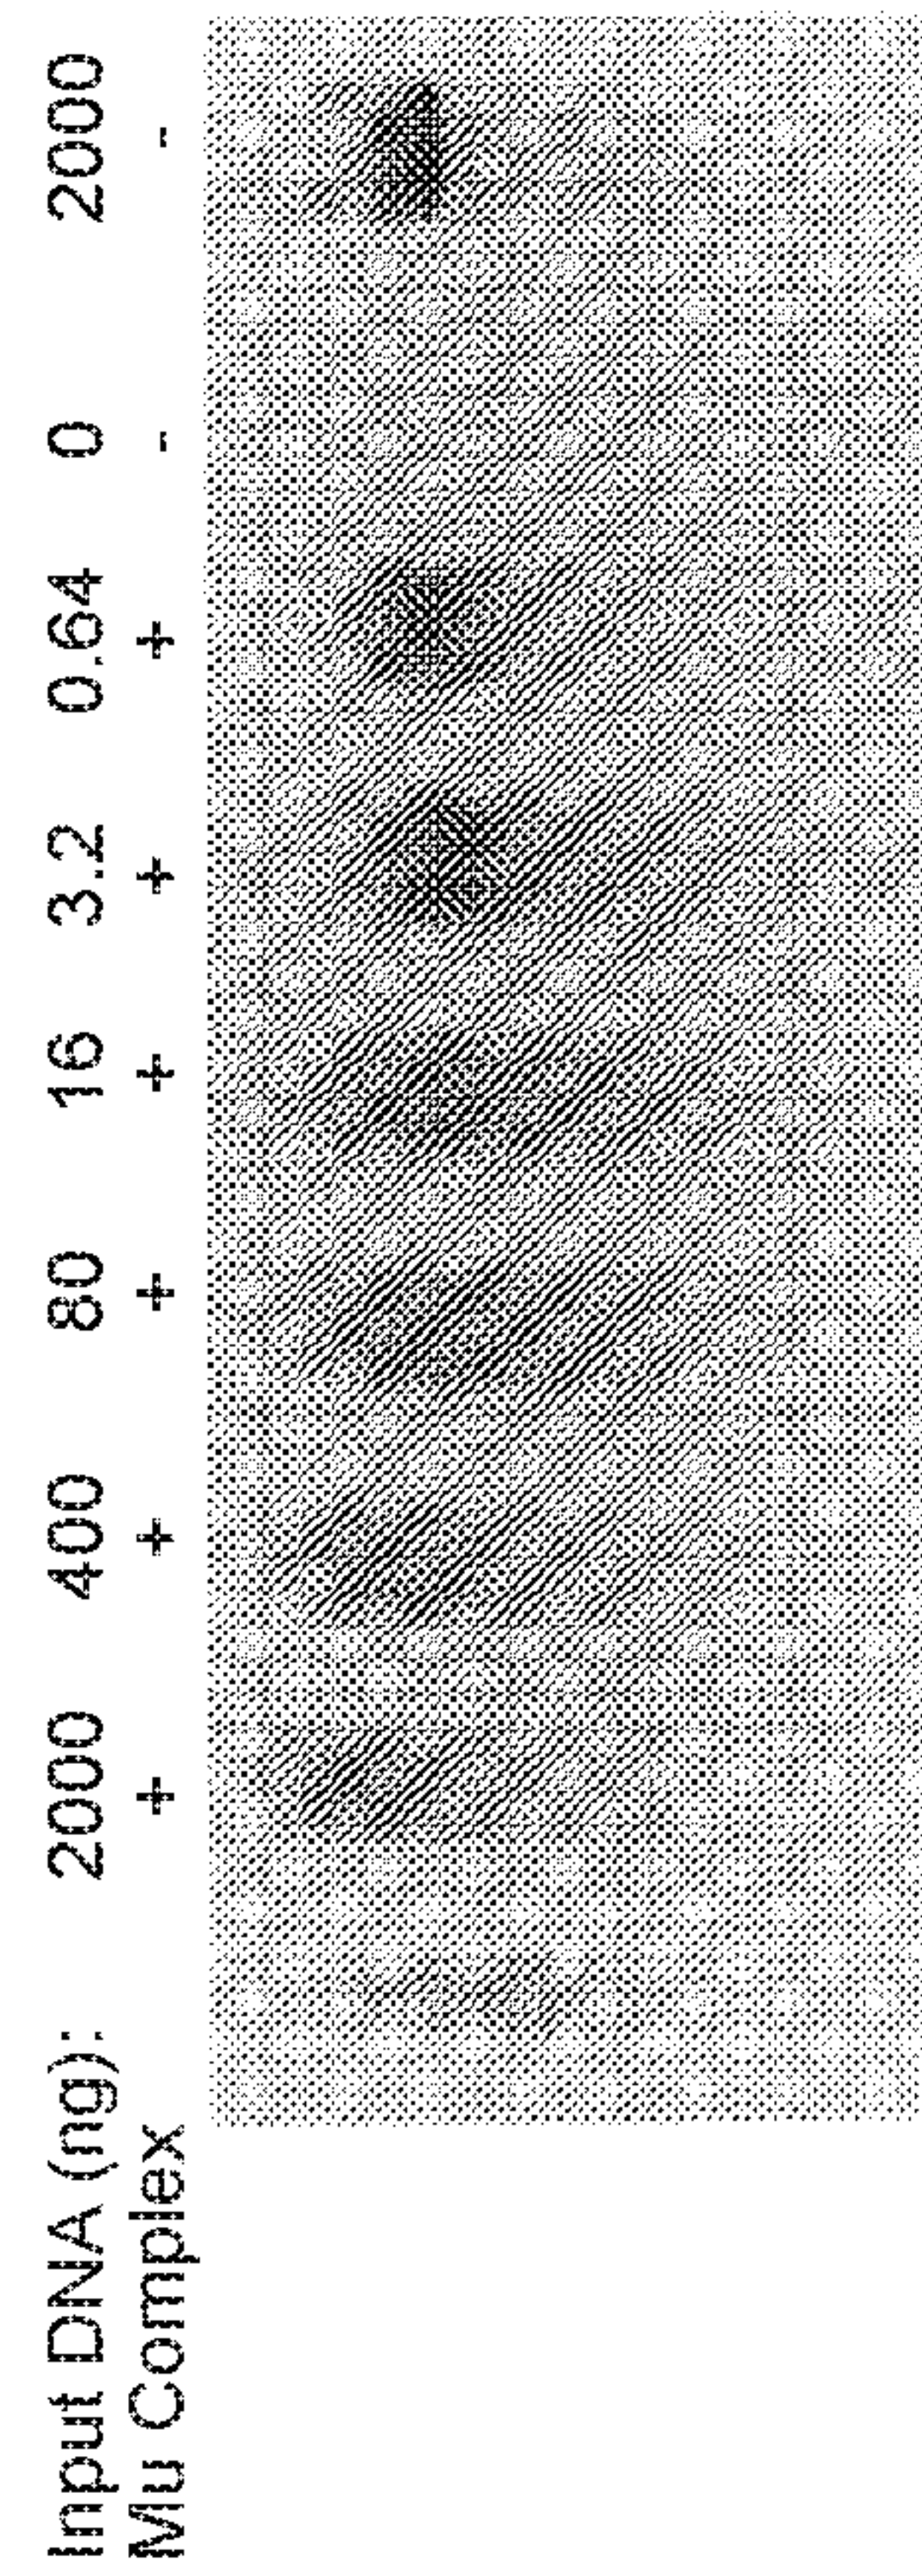 Input DNA (ng): 2000 400 80 16 3.2 0.64 0 2000
Mu Complex + + + + + + - -